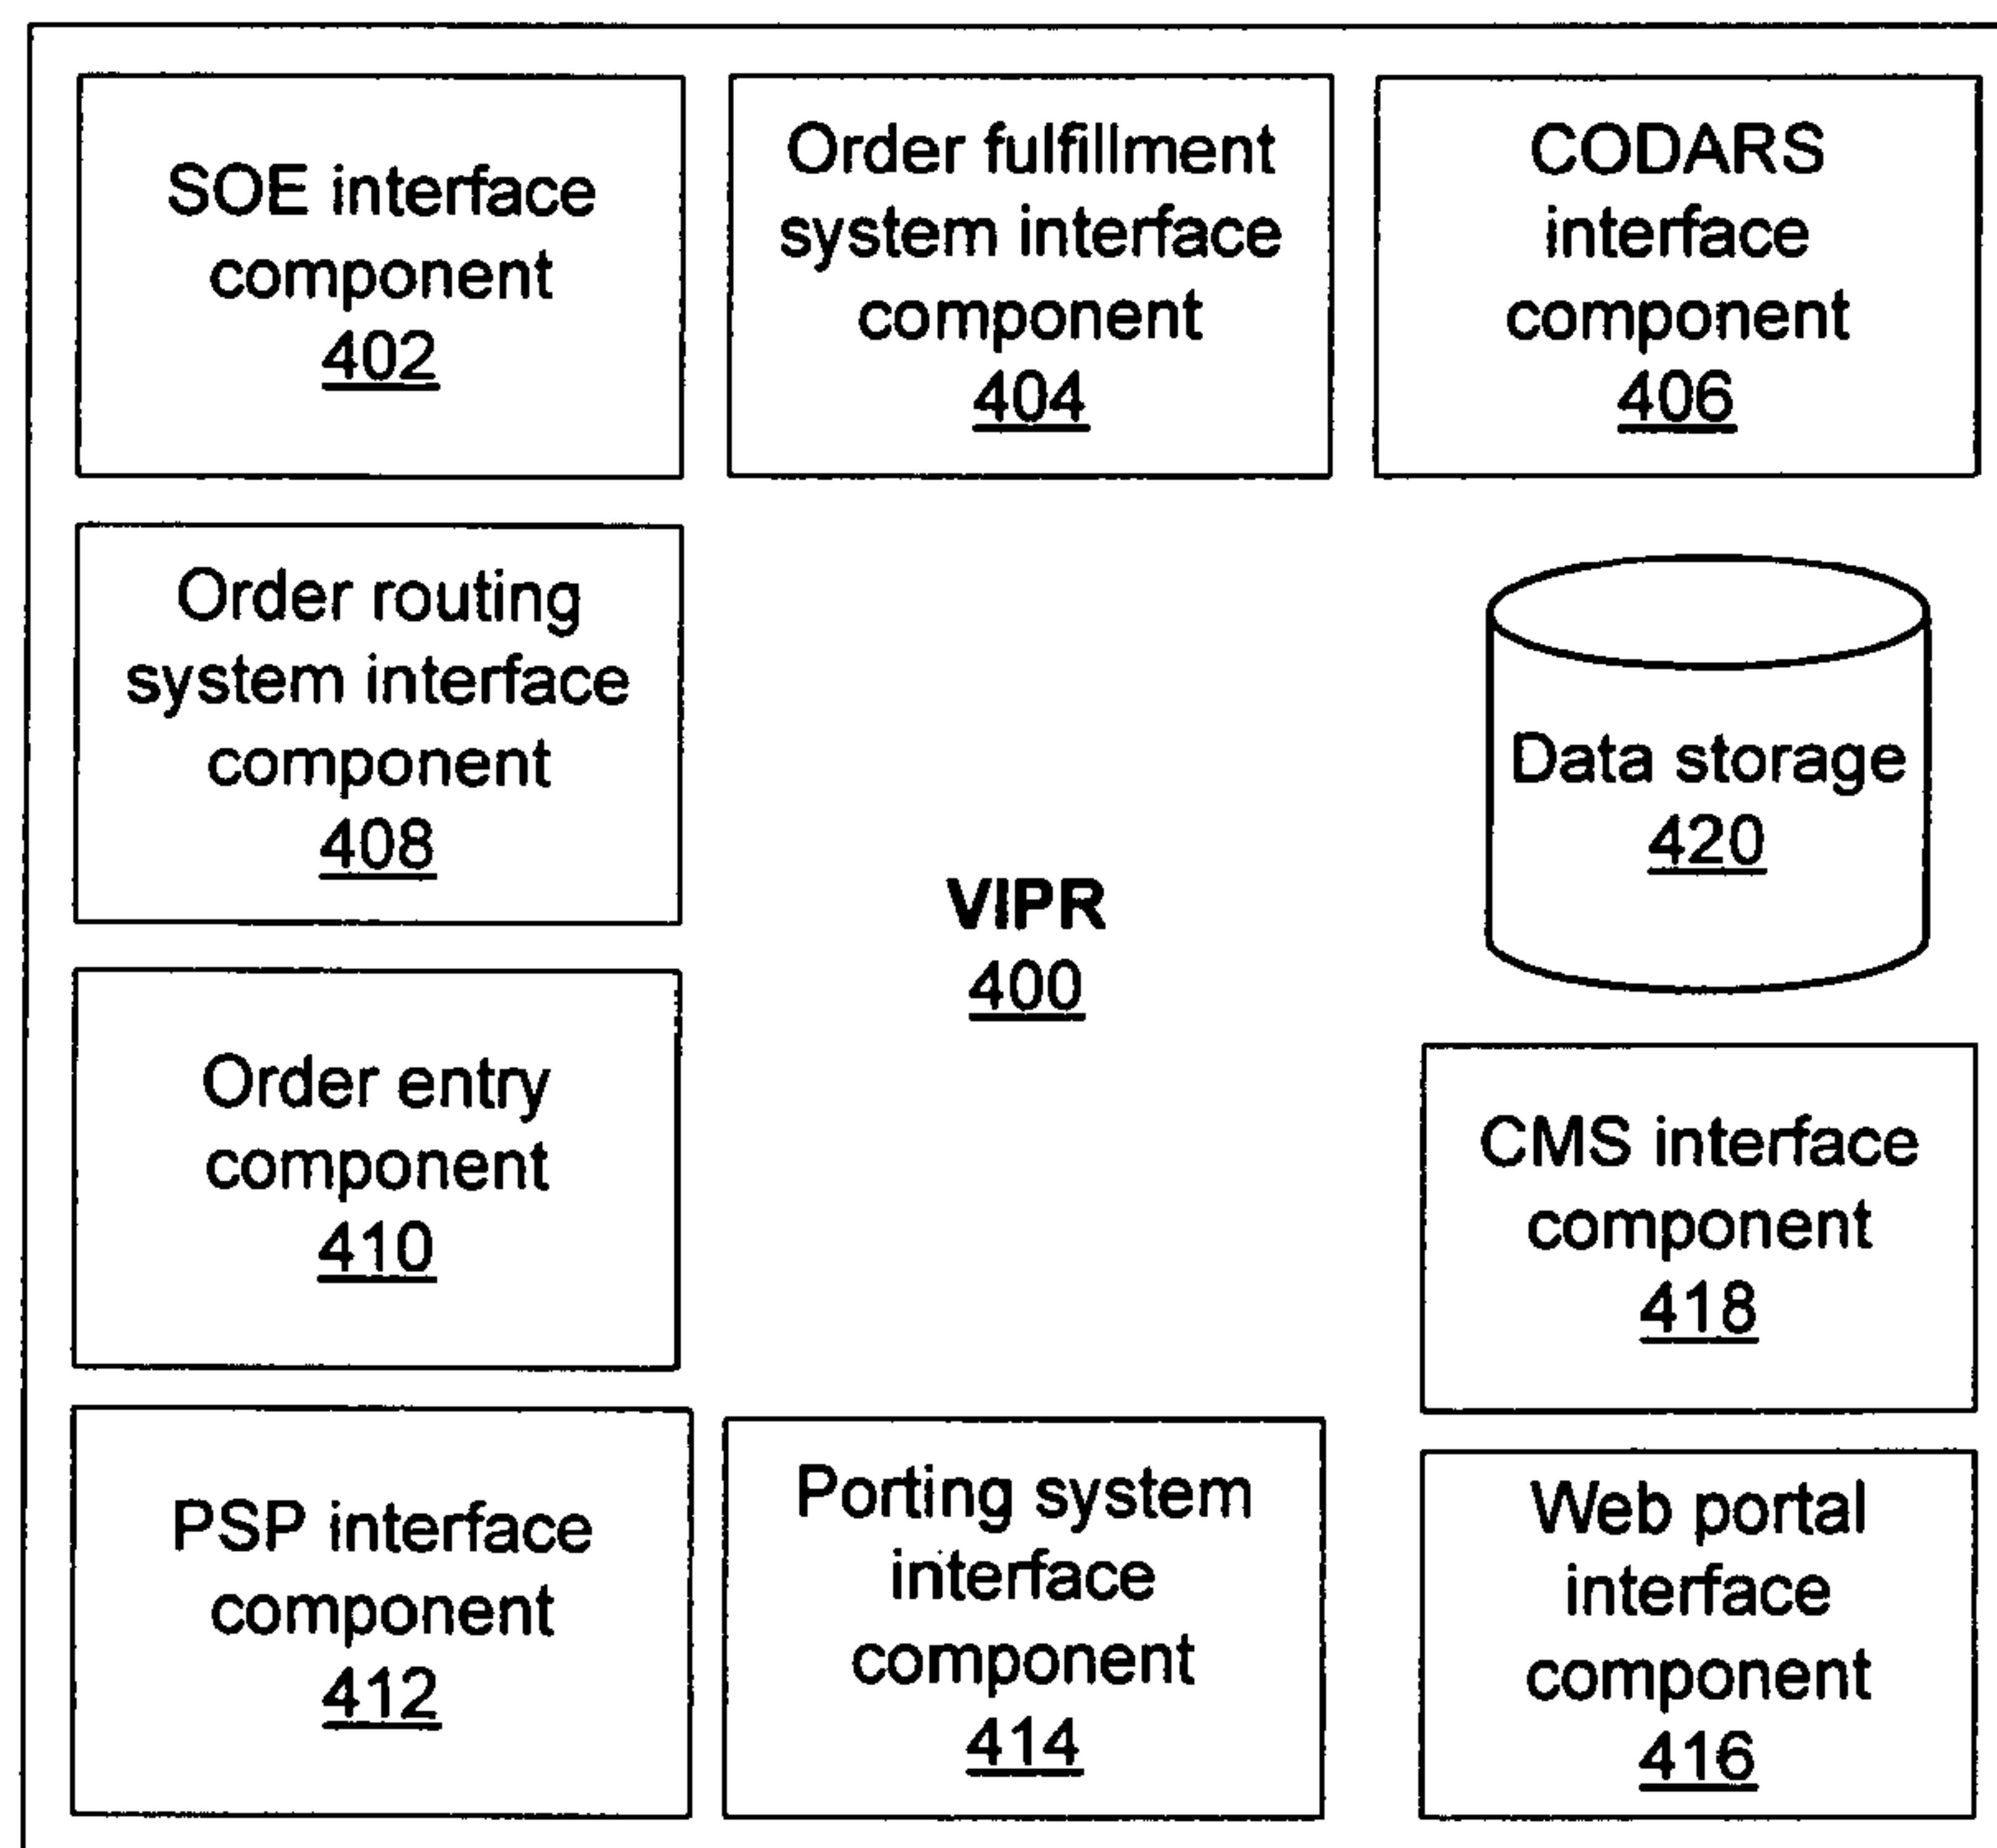 SOE interface
component
402
Order fulfillment
system interface
component
404
CODARS
interface
component
406
Order routing
system interface
component
408
Data storage
420
VIPR
400
Order entry
component
410
CMS interface
component
418
PSP interface
component
412
Porting system
interface
component
414
Web portal
interface
component
416